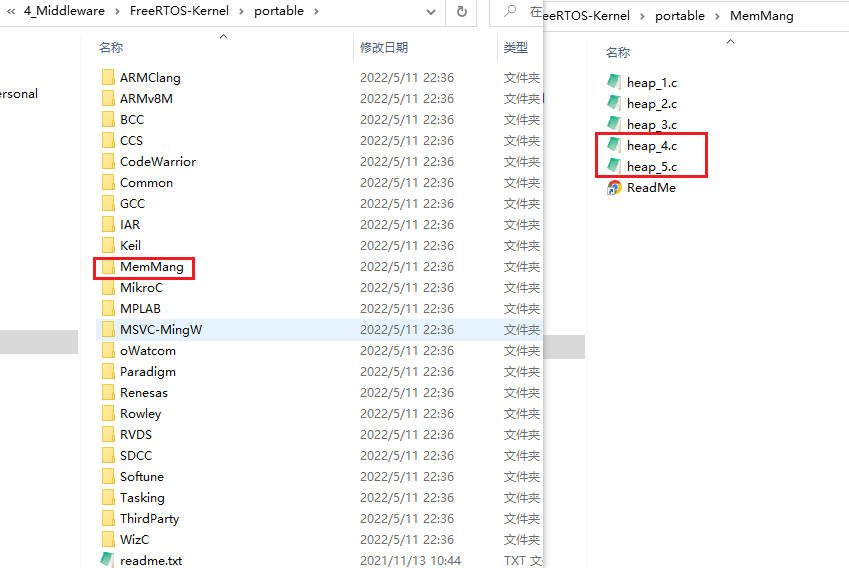 « 4_Middleware › FreeRTOS-Kernel › portable ›
在
名称 修改日期 类型
ersonal
ARMClang 2022/5/11 22:36 文件夹
ARMv8M 2022/5/11 22:36 文件夹
BCC 2022/5/11 22:36 文件夹
CCS 2022/5/11 22:36 文件夹
CodeWarrior 2022/5/11 22:36 文件夹
Common 2022/5/11 22:36 文件夹
GCC 2022/5/11 22:36 文件夹
IAR 2022/5/11 22:36 文件夹
Keil 2022/5/11 22:36 文件夹
MemMang 2022/5/11 22:36 文件夹
MikroC 2022/5/11 22:36 文件夹
MPLAB 2022/5/11 22:36 文件夹
MSVC-MingW 2022/5/11 22:36 文件夹
oWatcom 2022/5/11 22:36 文件夹
Paradigm 2022/5/11 22:36 文件夹
Renesas 2022/5/11 22:36 文件夹
Rowley 2022/5/11 22:36 文件夹
RVDS 2022/5/11 22:36 文件夹
SDCC 2022/5/11 22:36 文件夹
Softune 2022/5/11 22:36 文件夹
Tasking 2022/5/11 22:36 文件夹
ThirdParty 2022/5/11 22:36 文件夹
WizC 2022/5/11 22:36 文件夹
readme.txt 2021/11/13 10:44 TXT 文
eeRTOS-Kernel › portable › MemMang
名称
heap_1.c
heap_2.c
heap_3.c
heap_4.c
heap_5.c
ReadMe